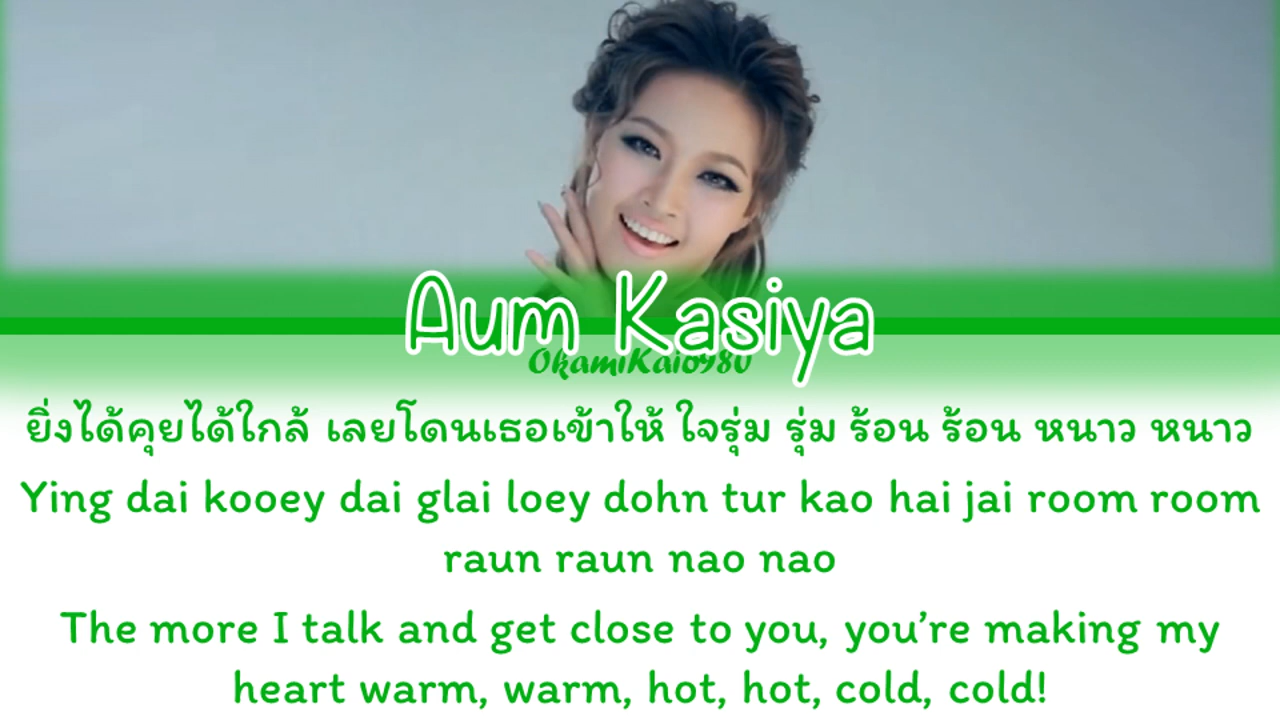 Aum Kasiya
OkamiKaio980
ยิ่งได้คุยได้ใกล้ เลยโดนเธอเข้าให้ ใจรุ่ม รุ่ม ร้อน ร้อน หนาว หนาว
Ying dai kooey dai glai loey dohn tur kao hai jai room room
raun raun nao nao
The more I talk and get close to you, you’re making my
heart warm, warm, hot, hot, cold, cold!